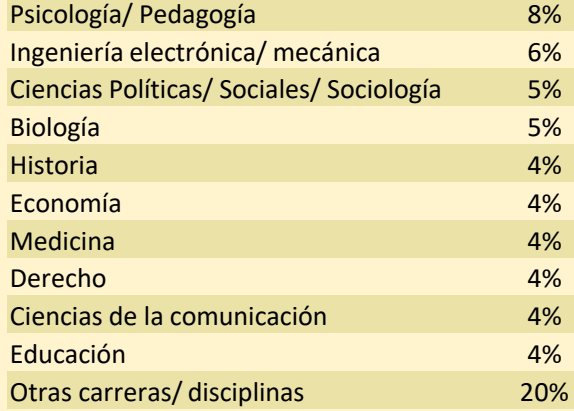 Psicología/ Pedagogía 8%
Ingeniería electrónica/ mecánica 6%
Ciencias Políticas/ Sociales/ Sociología 5%
Biología 5%
Historia 4%
Economía 4%
Medicina 4%
Derecho 4%
Ciencias de la comunicación 4%
Educación 4%
Otras carreras/ disciplinas 20%